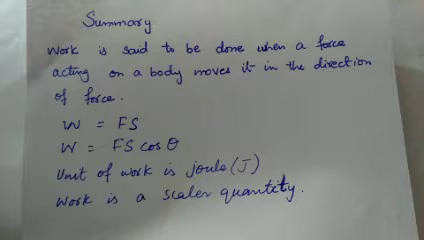 Summary
Work is said to be done when a force
acting on a body moves it in the direction
of force.
W = FS
W = FS cos θ
Unit of work is joule (J)
Work is a scaler quantity.